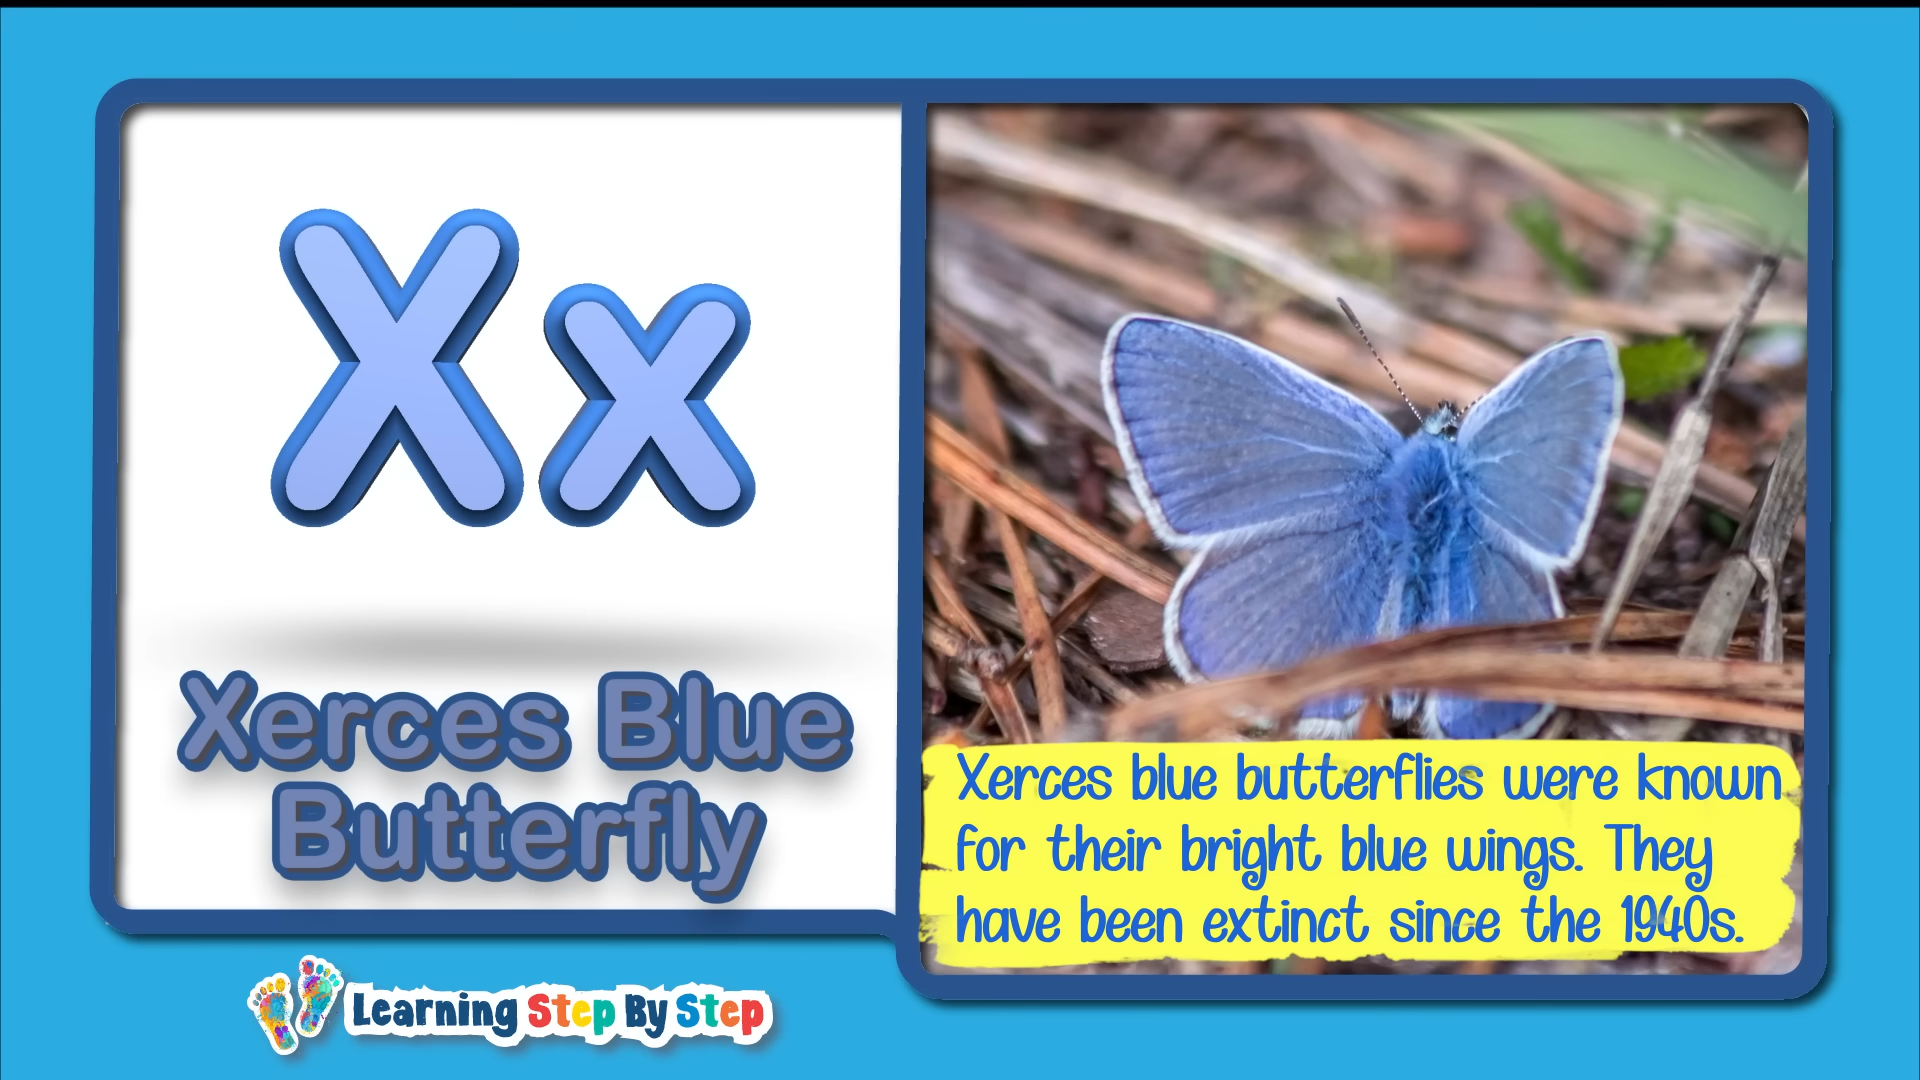 Xx
Xerces Blue
Butterfly
Xerces blue butterflies were known
for their bright blue wings. They
have been extinct since the 1940s.
Learning Step By Step